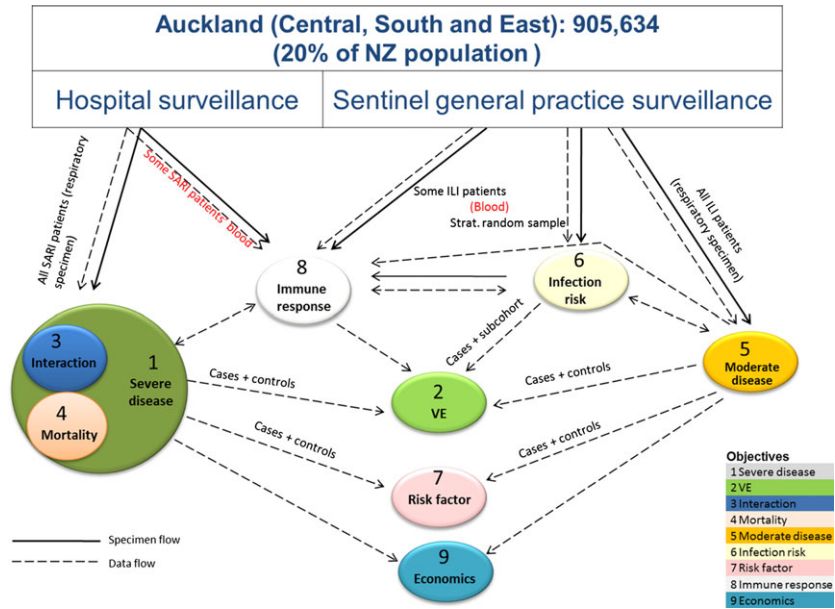 Auckland (Central, South and East): 905,634
(20% of NZ population )
Hospital surveillance
Sentinel general practice surveillance
All SARI patients (respiratory
specimen)
Some SARI patients' blood
Some ILI patients
(Blood)
Strat. random sample
All ILI patients
(respiratory specimen)
8
Immune
response
6
Infection
risk
3
Interaction
1
Severe
disease
4
Mortality
Cases + subcohort
5
Moderate
disease
2
VE
Cases + controls
Cases + controls
Cases + controls
Cases + controls
7
Risk factor
9
Economics
Specimen flow
Data flow
Objectives
1 Severe disease
2 VE
3 Interaction
4 Mortality
5 Moderate disease
6 Infection risk
7 Risk factor
8 Immune response
9 Economics